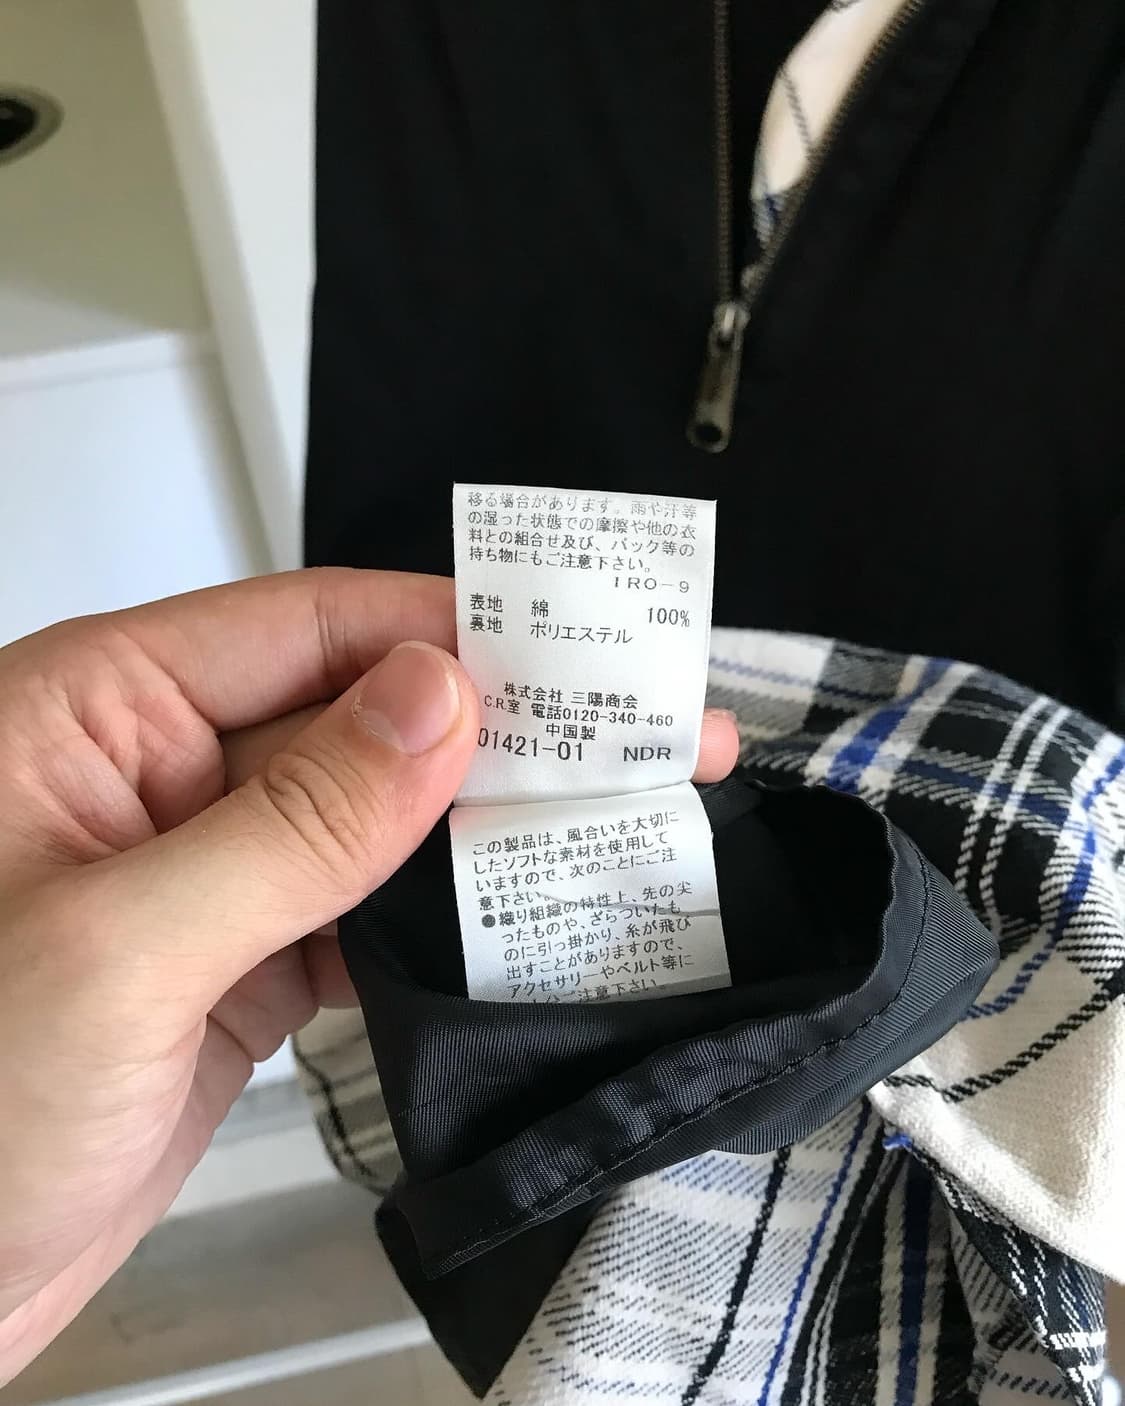 移る場合があります。雨や汗等
の湿った状態での摩擦や他の衣
料との組合せ及び、バック等の
持ち物にもご注意下さい。
IRO-9
表地 綿 100%
裏地 ポリエステル
株式会社 三陽商会
C.R室 電話0120-340-460
中国製
01421-01 NDR
この製品は、風合いを大切に
したソフトな素材を使用して
いますので、次のことにご注
意下さい。
●織り組織の特性上、先の尖
ったものや、ざらついたも
のに引っ掛かり、糸が飛び
出すことがありますので、
アクセサリーやベルト等に
ご注意下さい。